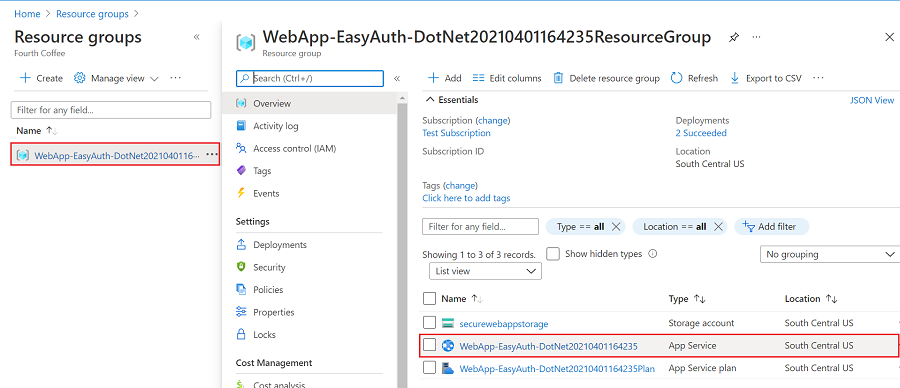 Home > Resource groups >
Resource groups
Fourth Coffee
Create Manage view
Filter for any field...
Name
WebApp-EasyAuth-DotNet2021040116...
WebApp-EasyAuth-DotNet20210401164235ResourceGroup
Resource group
Search (Ctrl+/)
Overview
Activity log
Access control (IAM)
Tags
Events
Settings
Deployments
Security
Policies
Properties
Locks
Cost Management
Cost analysis
Add Edit columns Delete resource group Refresh Export to CSV
Essentials JSON View
Subscription (change) Deployments
Test Subscription 2 Succeeded
Subscription ID Location
South Central US
Tags (change)
Click here to add tags
Filter for any field... Type == all Location == all Add filter
Showing 1 to 3 of 3 records. Show hidden types No grouping
List view
Name Type Location
securewebappstorage Storage account South Central US
WebApp-EasyAuth-DotNet20210401164235 App Service South Central US
WebApp-EasyAuth-DotNet20210401164235Plan App Service plan South Central US